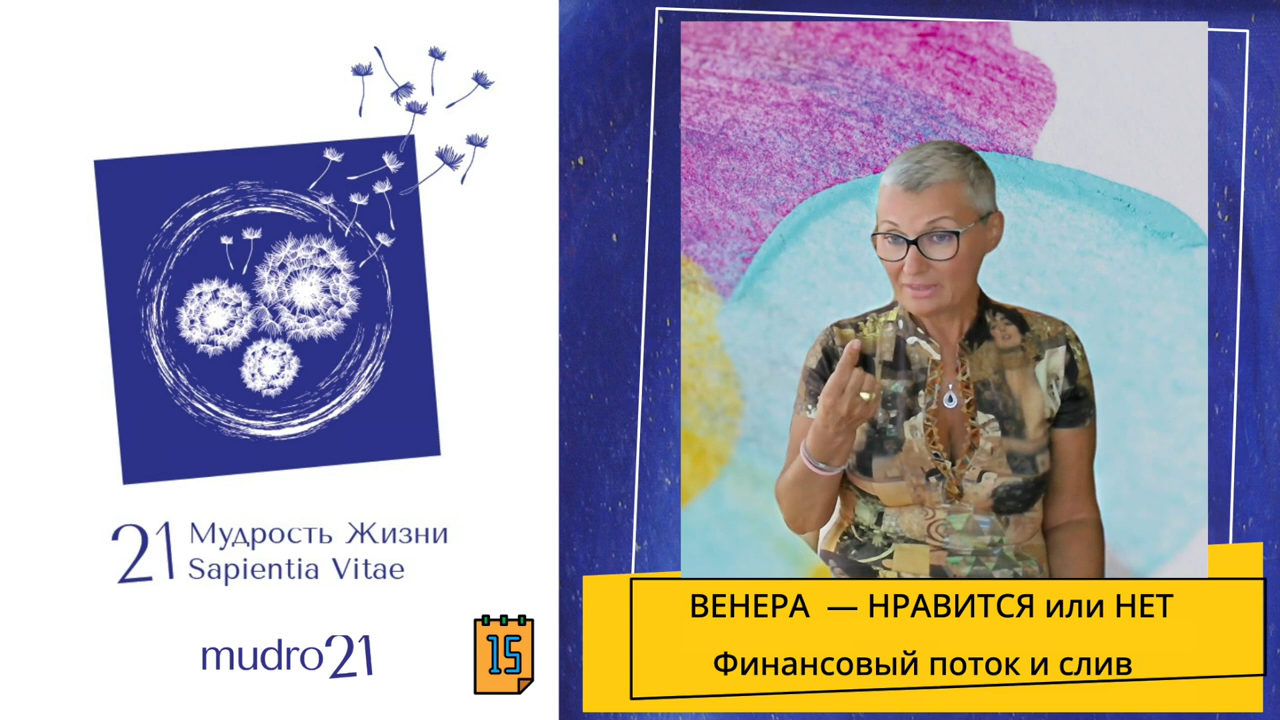 21 Мудрость Жизни
Sapientia Vitae
mudro21
15
ВЕНЕРА — НРАВИТСЯ или НЕТ
Финансовый поток и слив